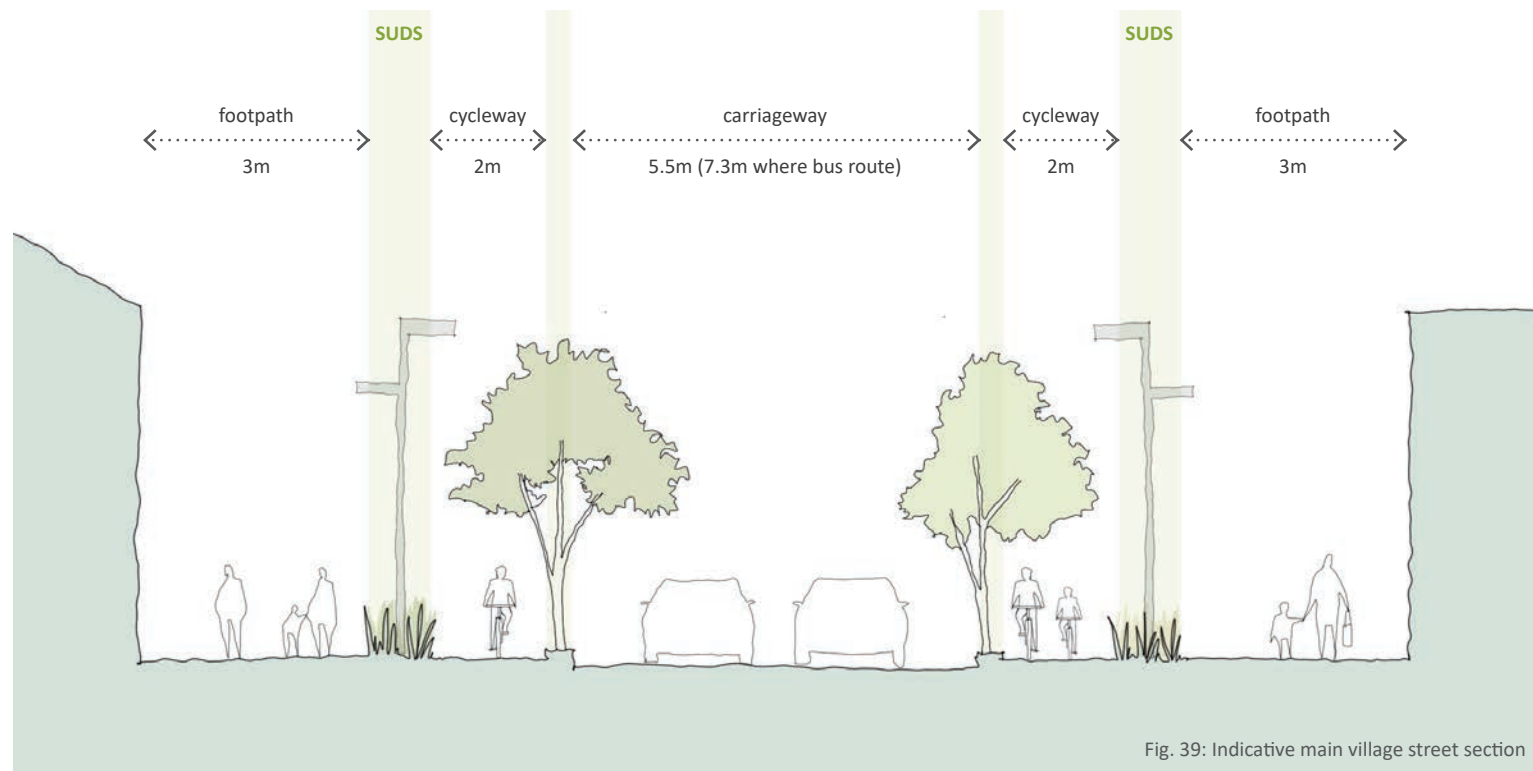 SUDS
SUDS
footpath
cycleway
carriageway
cycleway
footpath
3m
2m
5.5m (7.3m where bus route)
2m
3m
Fig. 39: Indicative main village street section